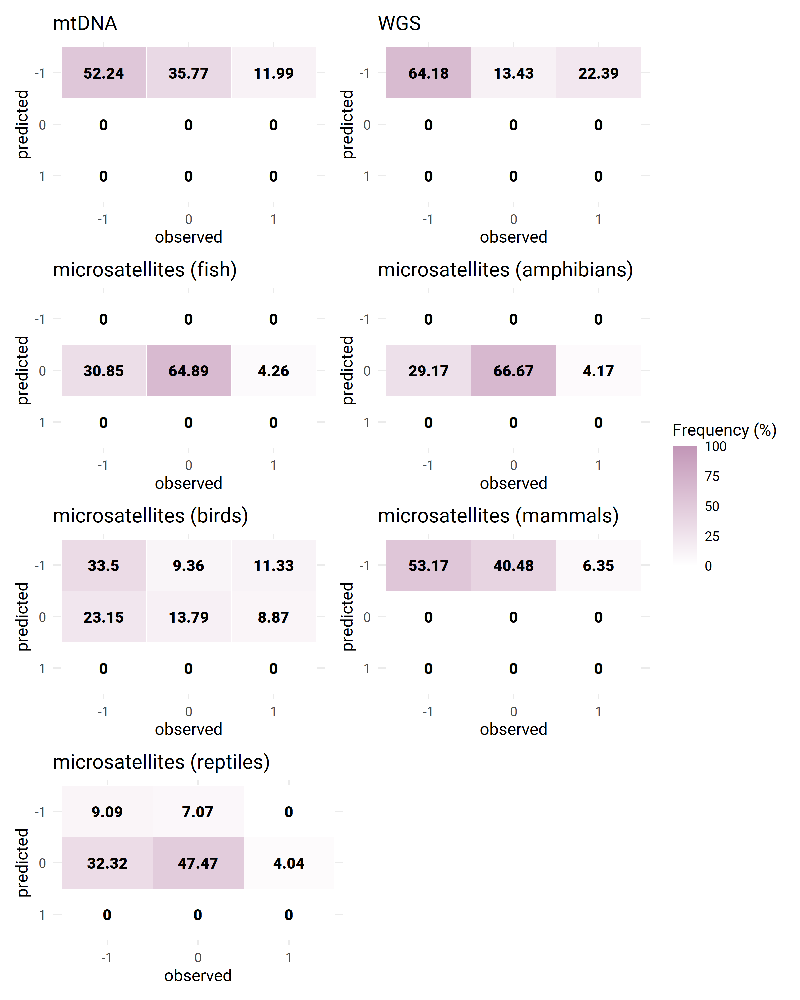 mtDNA
-1 52.24 35.77 11.99
0 0 0 0
1 0 0 0
-1 0 1
observed
predicted
WGS
-1 64.18 13.43 22.39
0 0 0 0
1 0 0 0
-1 0 1
observed
predicted
microsatellites (fish)
-1 0 0 0
0 30.85 64.89 4.26
1 0 0 0
-1 0 1
observed
predicted
microsatellites (amphibians)
-1 0 0 0
0 29.17 66.67 4.17
1 0 0 0
-1 0 1
observed
predicted
microsatellites (birds)
-1 33.5 9.36 11.33
0 23.15 13.79 8.87
1 0 0 0
-1 0 1
observed
predicted
microsatellites (mammals)
-1 53.17 40.48 6.35
0 0 0 0
1 0 0 0
-1 0 1
observed
predicted
microsatellites (reptiles)
-1 9.09 7.07 0
0 32.32 47.47 4.04
1 0 0 0
-1 0 1
observed
predicted
Frequency (%)
100
75
50
25
0